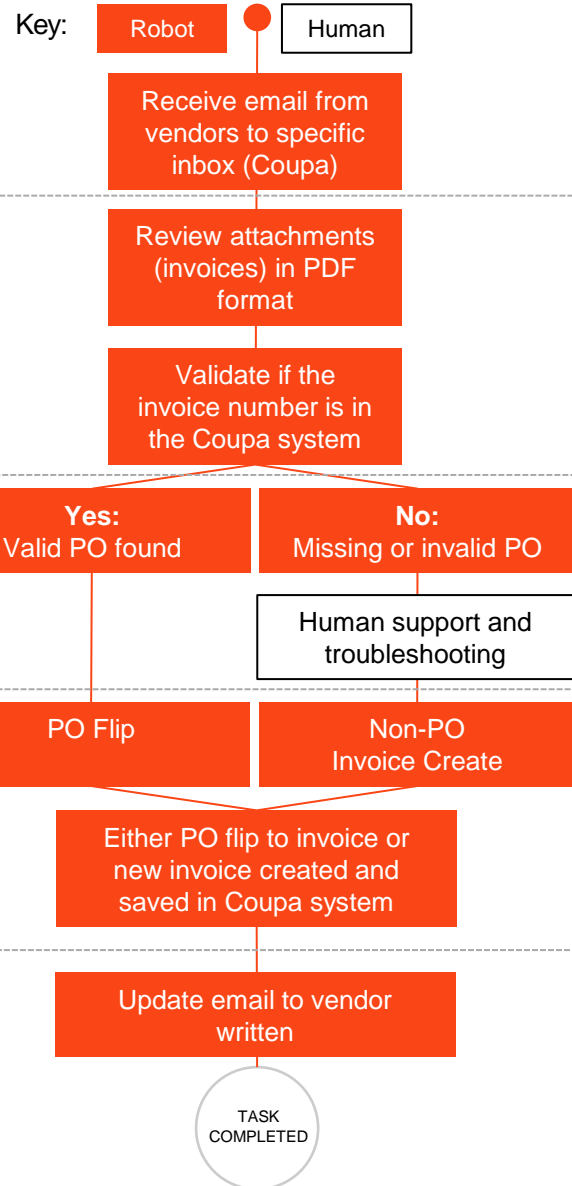 Key:
Robot
Human
Receive email from
vendors to specific
inbox (Coupa)
Review attachments
(invoices) in PDF
format
Validate if the
invoice number is in
the Coupa system
Yes:
Valid PO found
No:
Missing or invalid PO
Human support and
troubleshooting
PO Flip
Non-PO
Invoice Create
Either PO flip to invoice or
new invoice created and
saved in Coupa system
Update email to vendor
written
TASK
COMPLETED